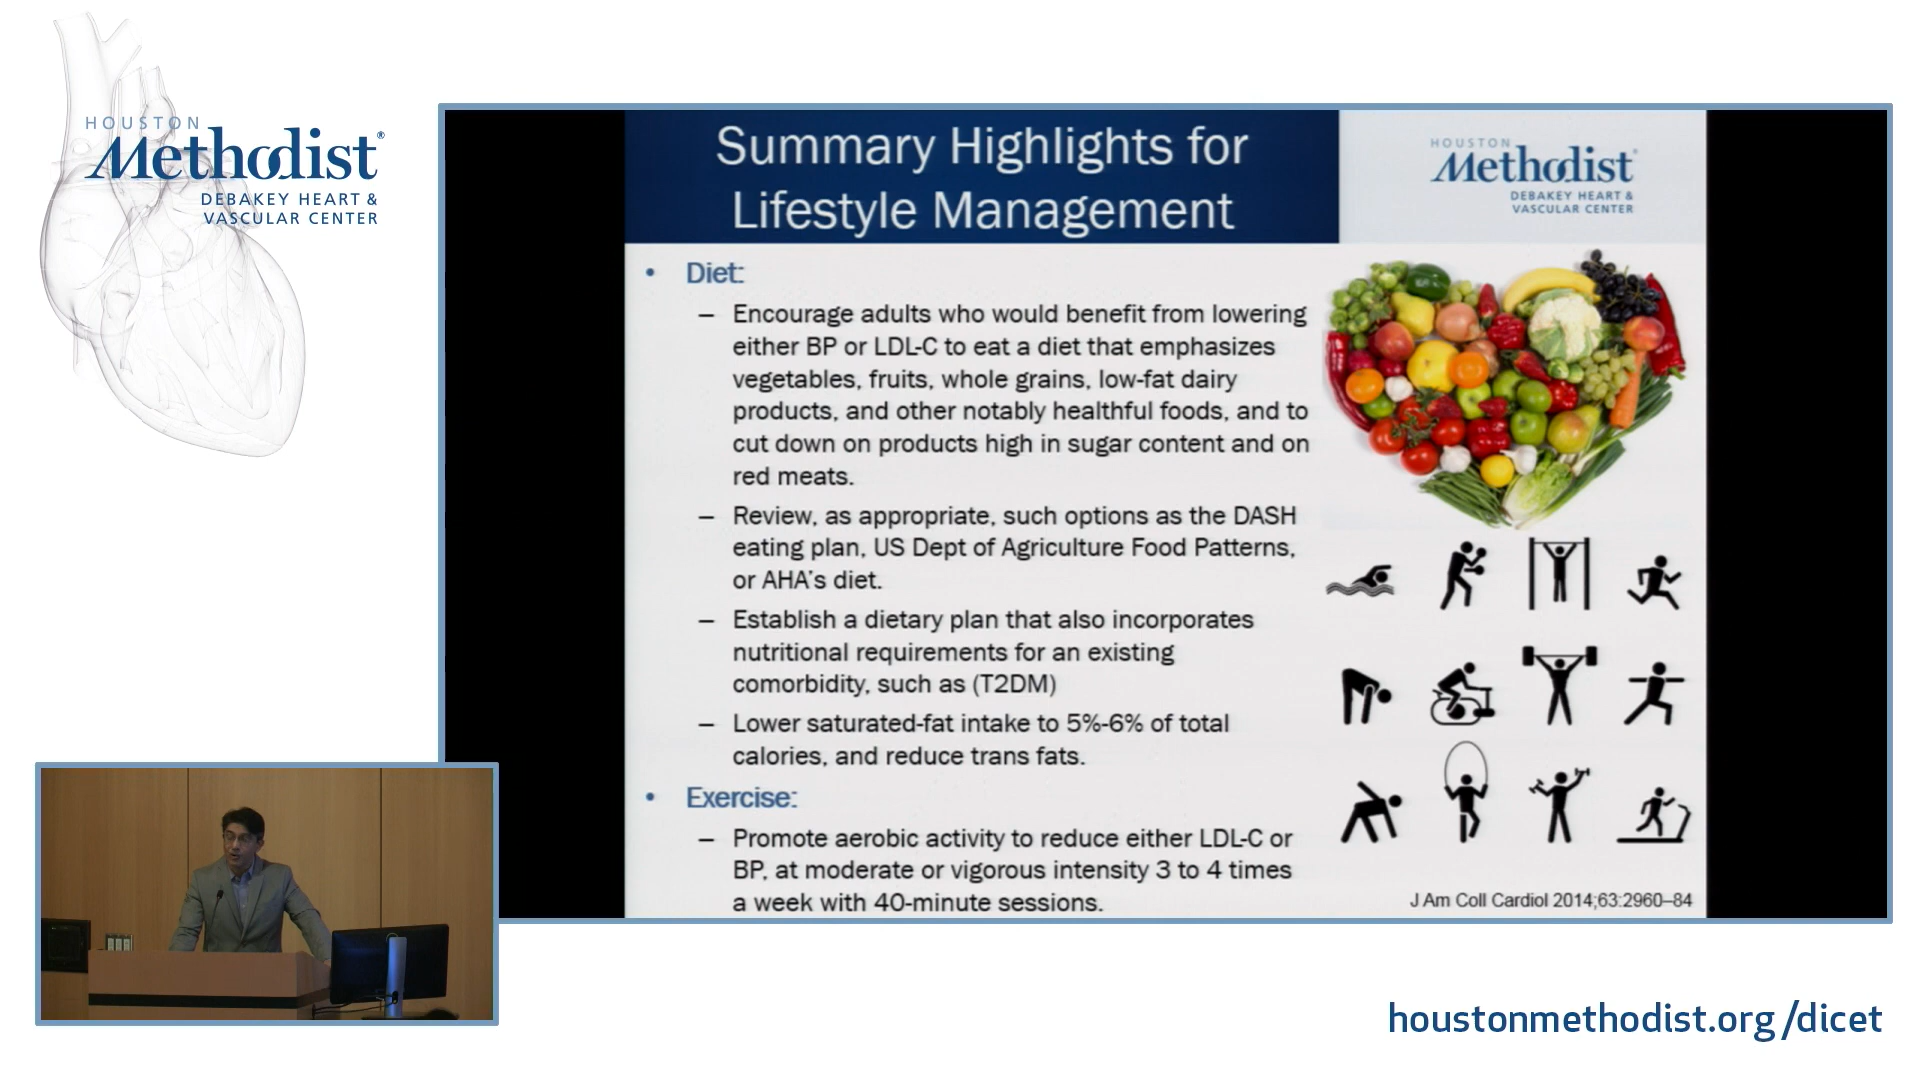 HOUSTON
Methodist®
DEBAKEY HEART &
VASCULAR CENTER
Summary Highlights for
Lifestyle Management
HOUSTON
Methodist®
DEBAKEY HEART &
VASCULAR CENTER
• Diet:
– Encourage adults who would benefit from lowering
either BP or LDL-C to eat a diet that emphasizes
vegetables, fruits, whole grains, low-fat dairy
products, and other notably healthful foods, and to
cut down on products high in sugar content and on
red meats.
– Review, as appropriate, such options as the DASH
eating plan, US Dept of Agriculture Food Patterns,
or AHA's diet.
– Establish a dietary plan that also incorporates
nutritional requirements for an existing
comorbidity, such as (T2DM)
– Lower saturated-fat intake to 5%-6% of total
calories, and reduce trans fats.
• Exercise:
– Promote aerobic activity to reduce either LDL-C or
BP, at moderate or vigorous intensity 3 to 4 times
a week with 40-minute sessions.
J Am Coll Cardiol 2014;63:2960–84
houstonmethodist.org/dicet